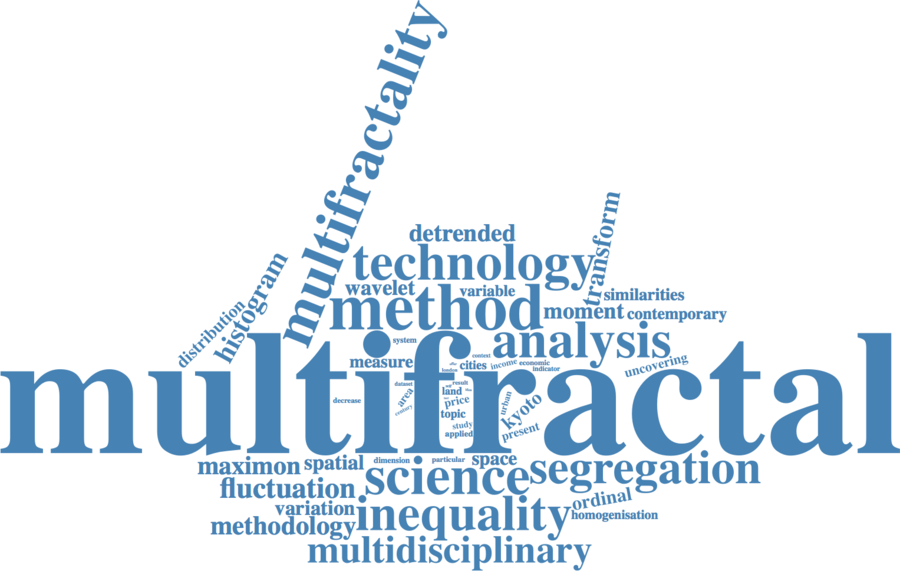 multifractality
transform
detrended
technology
histogram
wavelet
variable
similarities
distribution
method
moment
contemporary
analysis
system
context
measure
cities
income
economic
indicator
uncovering
london
multifractal
dataset
result
land
area
decrease
price
urban
kyoto
century
topic
study
applied
present
maximon
spatial
dimension
particular
space
segregation
science
fluctuation
ordinal
variation
inequality
homogenisation
methodology
multidisciplinary